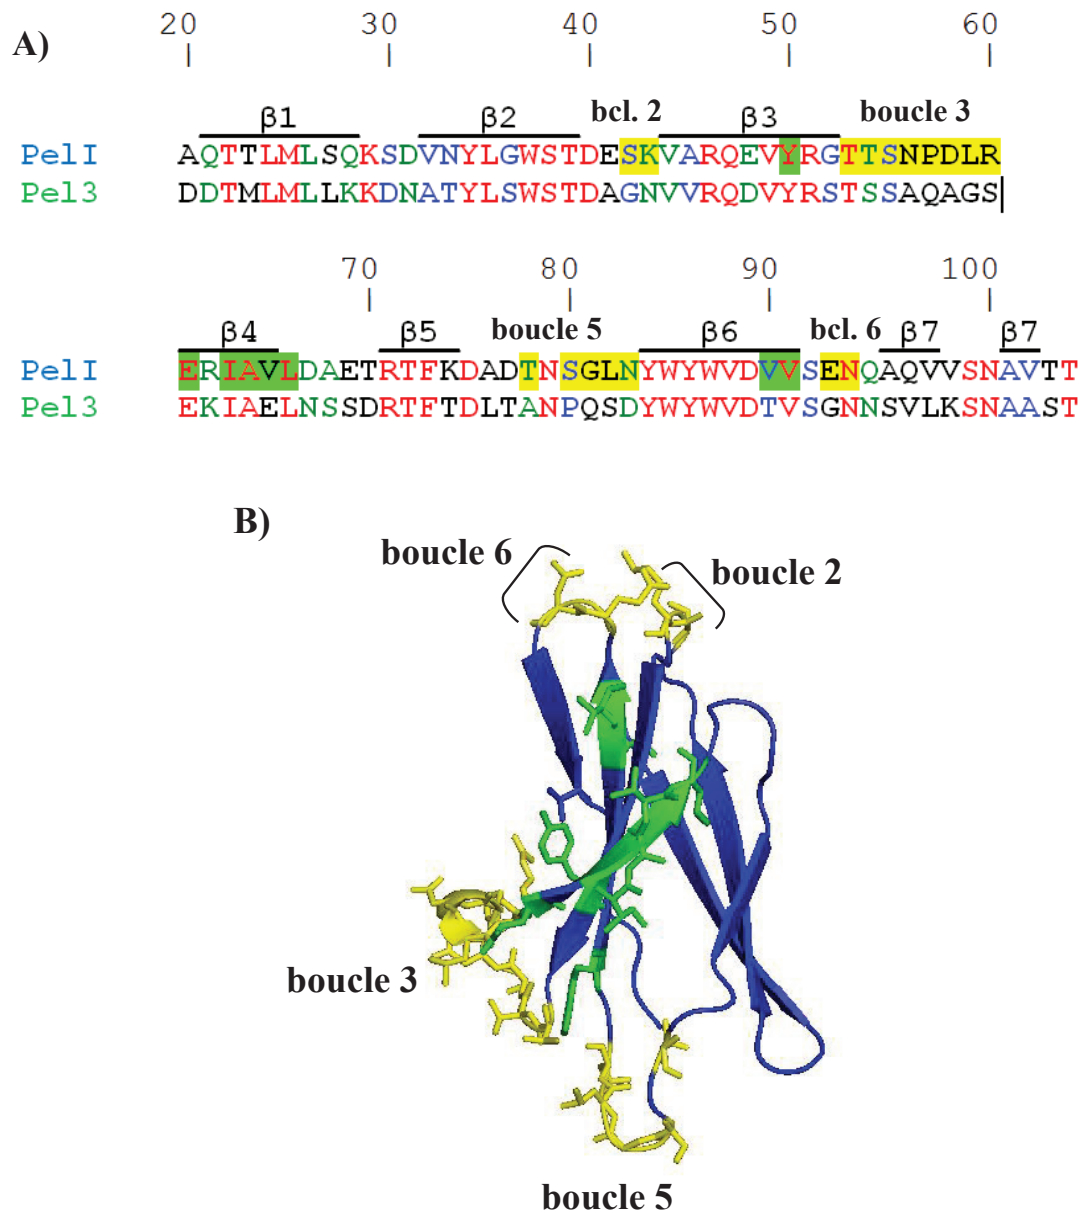 A)
20 30 40 50 60
β1 β2 bcl. 2 β3 boucle 3
PelI AQTTLMLSQKSDVNYLGWSTDESKVARQEVYRGTTSNPDLR
Pel3 DDTMLMLLKKDNATYLSWSTDAGNVVRQDVYRSTSSAQAGS
70 80 90 100
β4 β5 boucle 5 β6 bcl. 6 β7 β7
PelI ERIAVLDAETRTFKDADTNSGLNYWYWVDVVSENQAQVVSNAVTT
Pel3 EKIAELNSSDRTFTDLTANPQSDYWYWVDTVSGNNSVLKSNAAST
B)
boucle 6
boucle 2
boucle 3
boucle 5